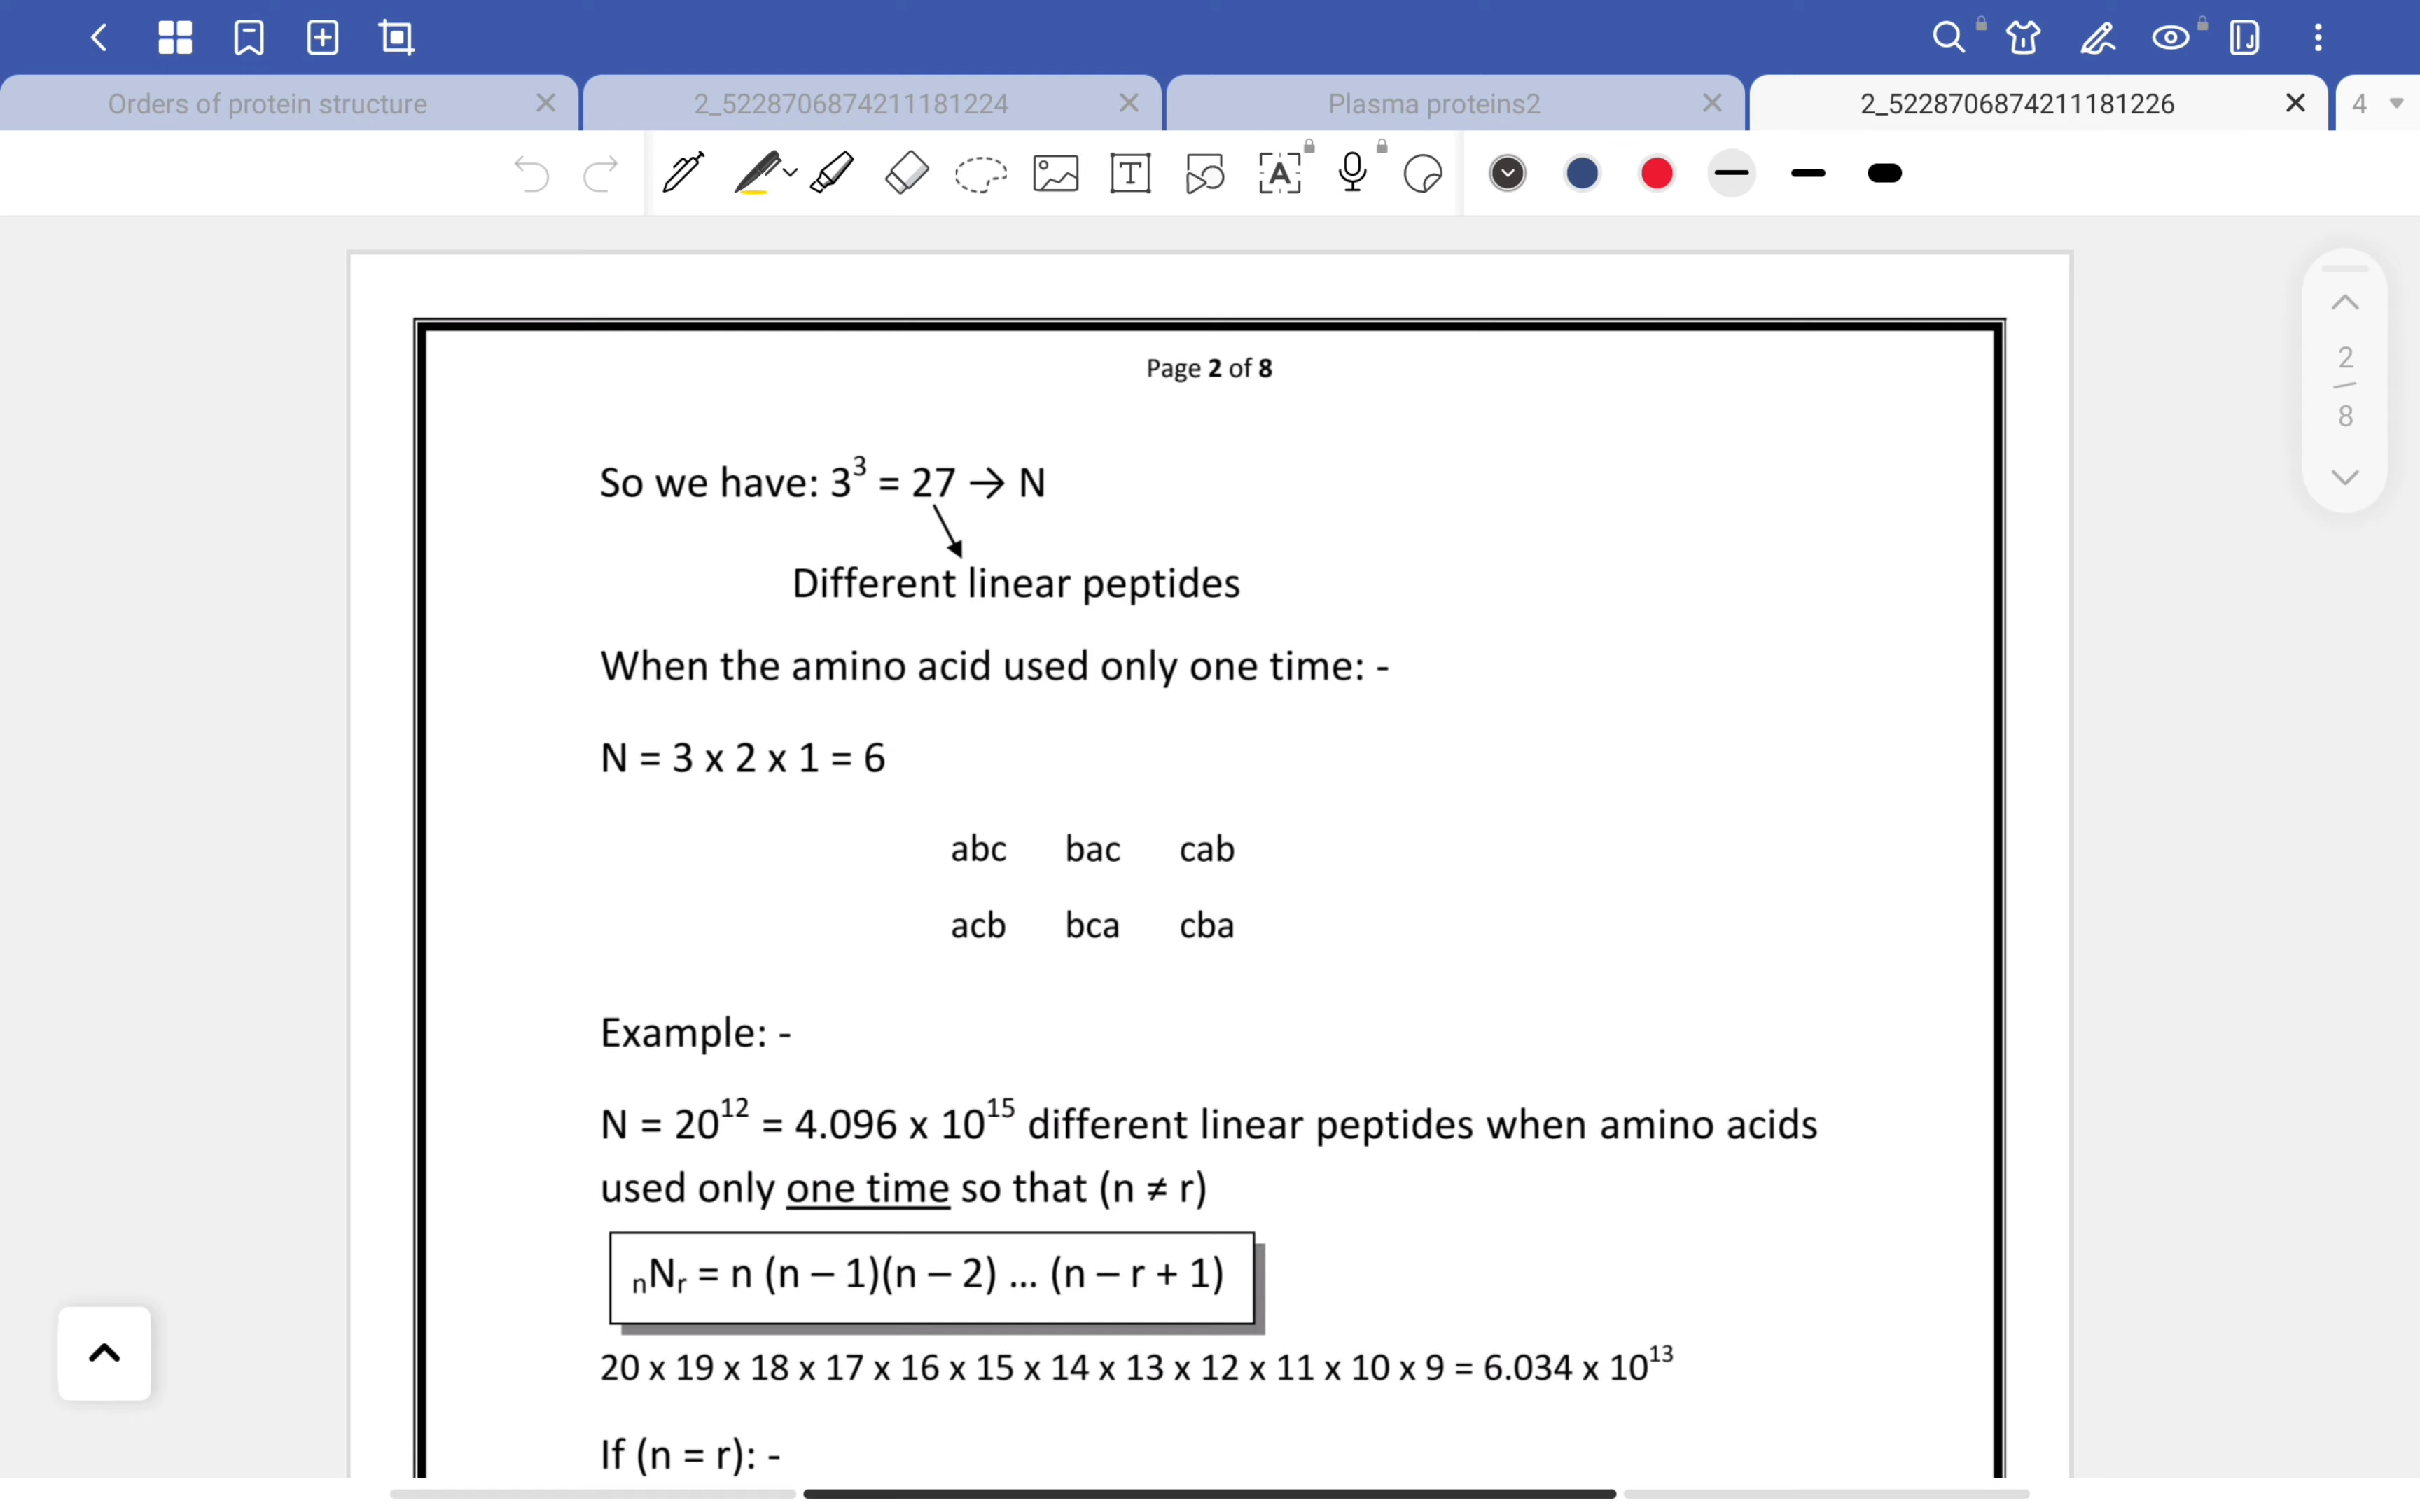 Orders of protein structure
2_5228706874211181224
Plasma proteins2
2_5228706874211181226
4
T
A
2
8
Page 2 of 8
So we have: 3³ = 27 → N
Different linear peptides
When the amino acid used only one time: -
N = 3 x 2 x 1 = 6
abc bac cab
acb bca cba
Example: -
N = 20¹² = 4.096 x 10¹⁵ different linear peptides when amino acids
used only one time so that (n ≠ r)
ₙNᵣ = n (n – 1)(n – 2) ... (n – r + 1)
20 x 19 x 18 x 17 x 16 x 15 x 14 x 13 x 12 x 11 x 10 x 9 = 6.034 x 10¹³
If (n = r): -